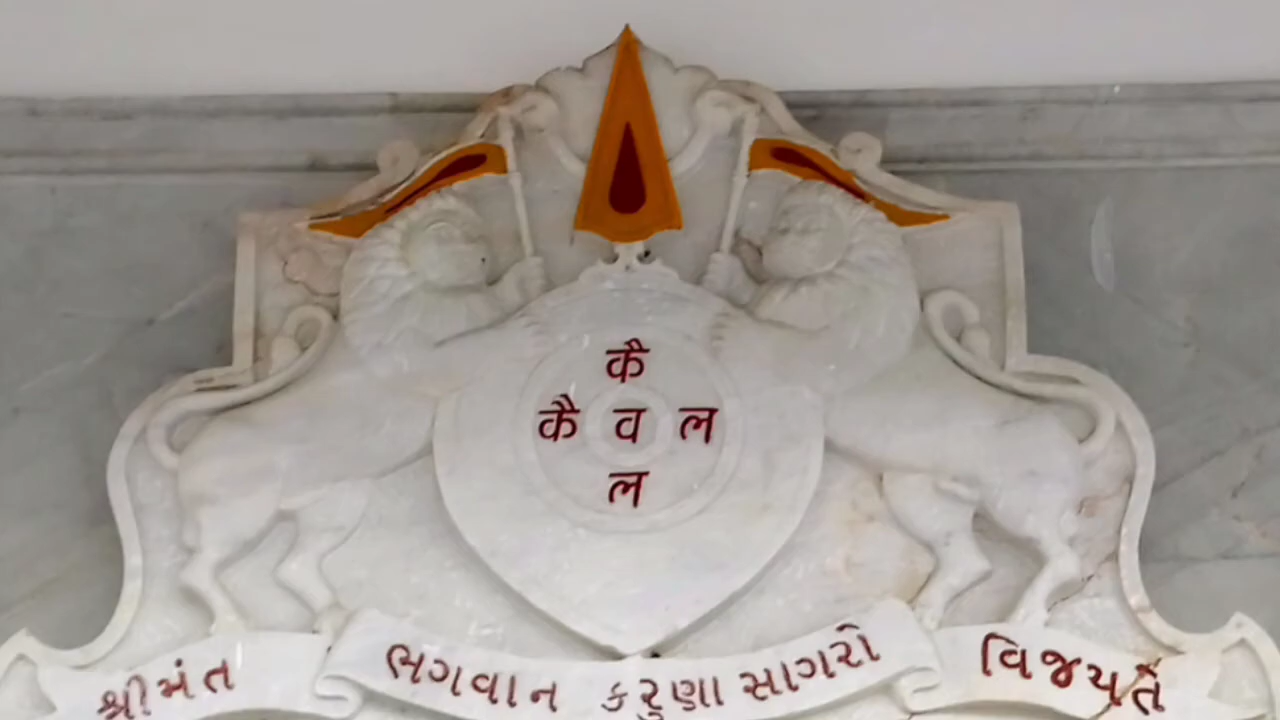 कै
कै व ल
ल
શ્રીમંત ભગવાન કરુણા સાગરો વિજયતે